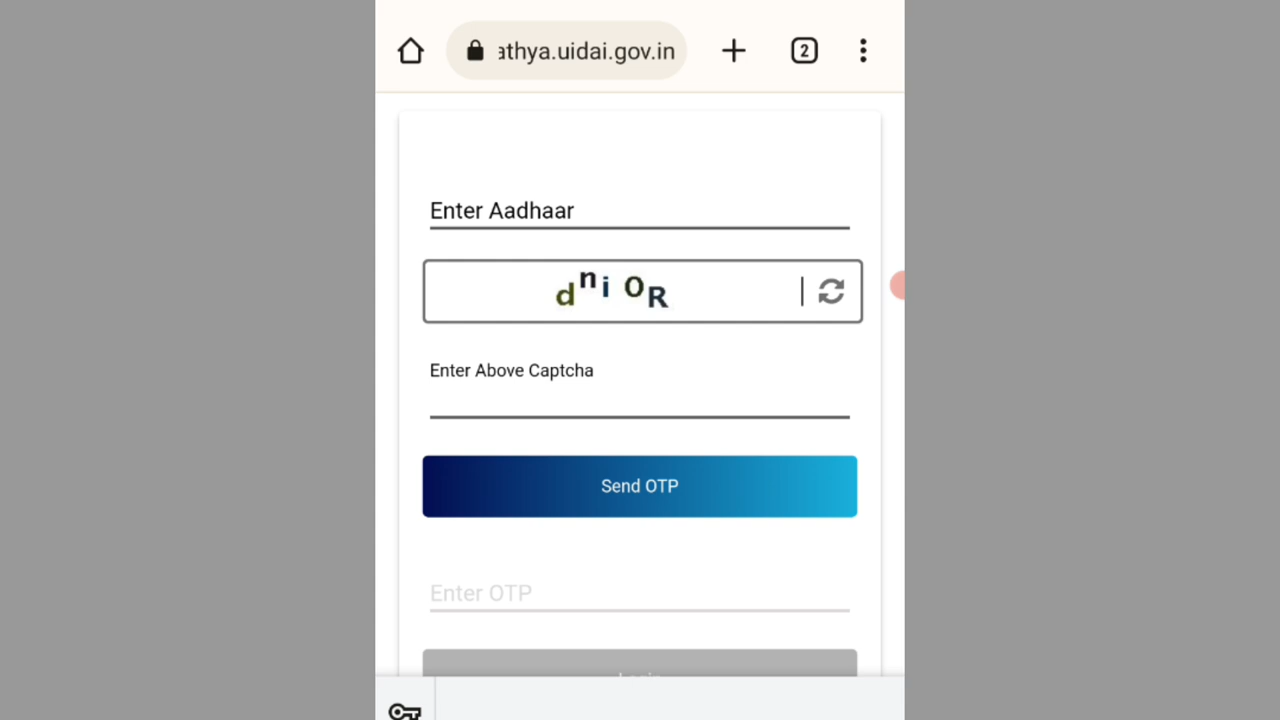 athya.uidai.gov.in
2
Enter Aadhaar
dni OR
Enter Above Captcha
Send OTP
Enter OTP